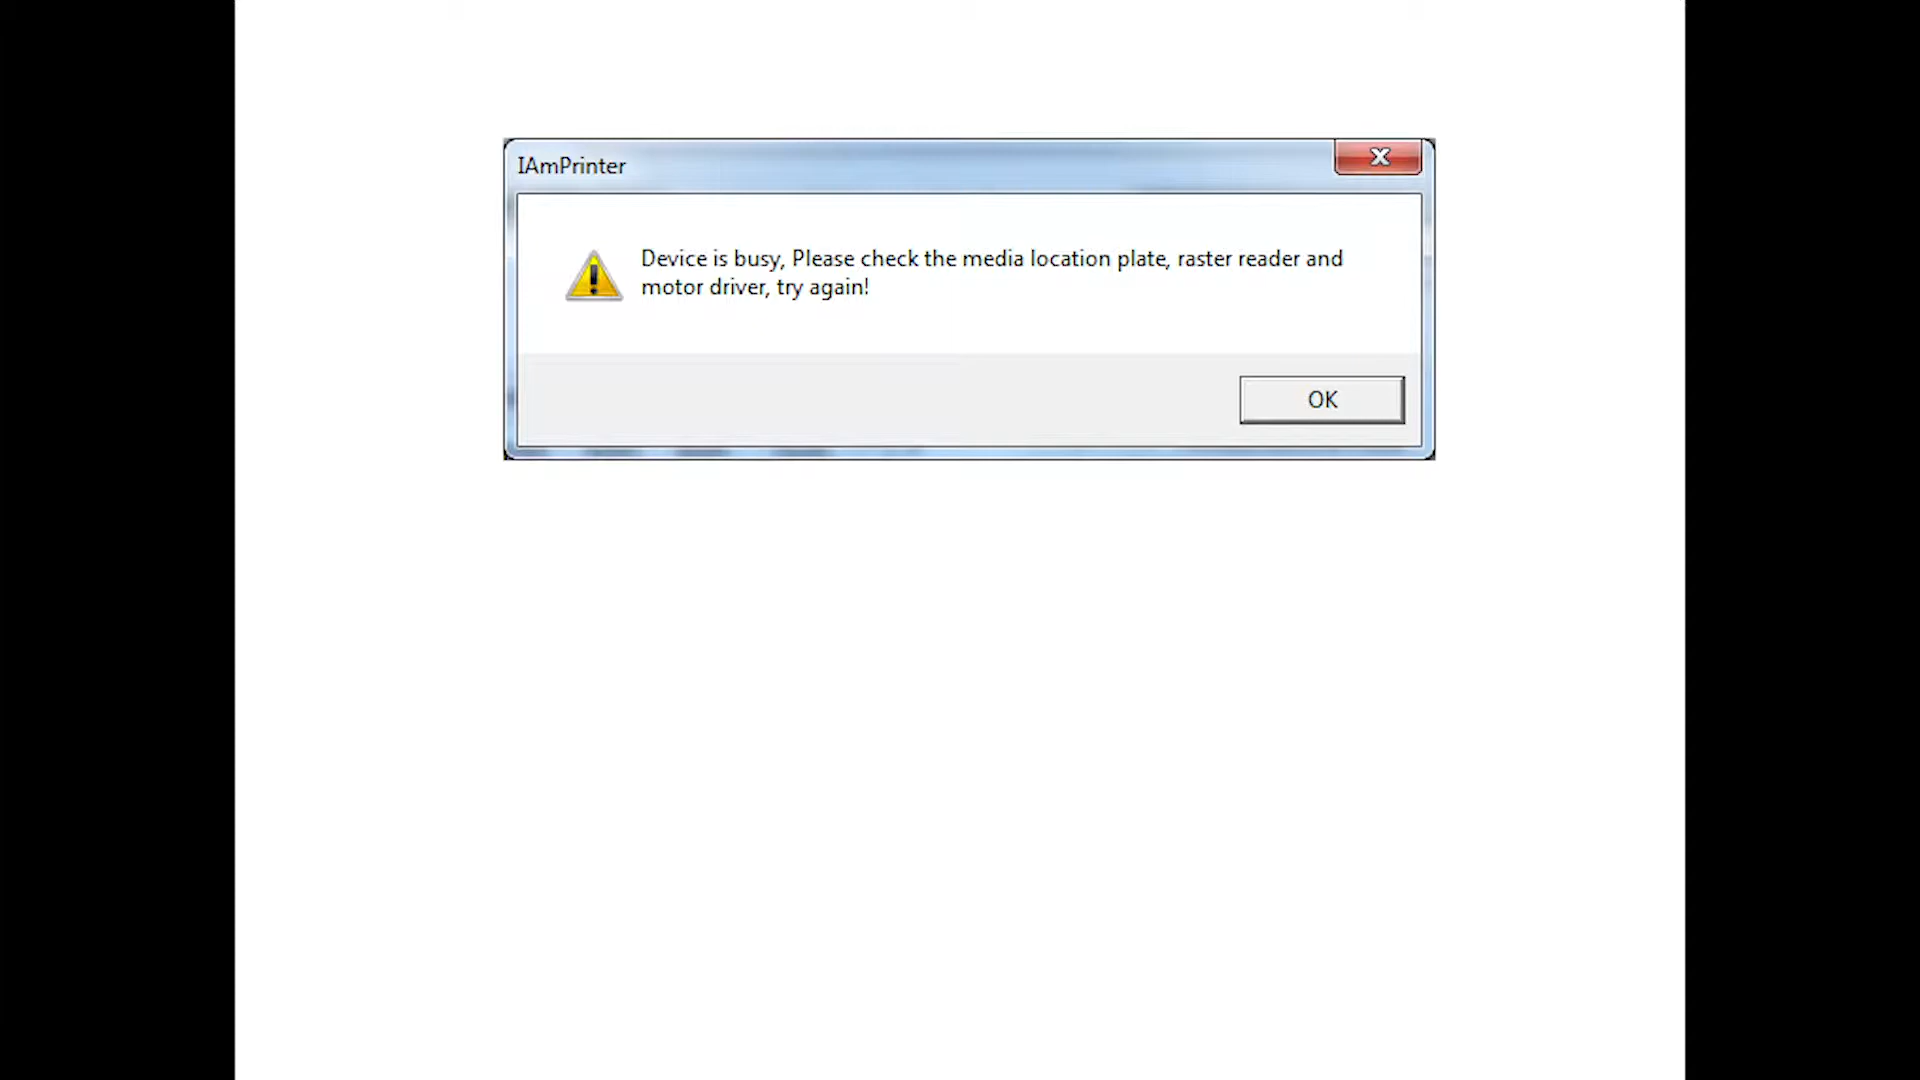 IAmPrinter
Device is busy, Please check the media location plate, raster reader and
motor driver, try again!
OK